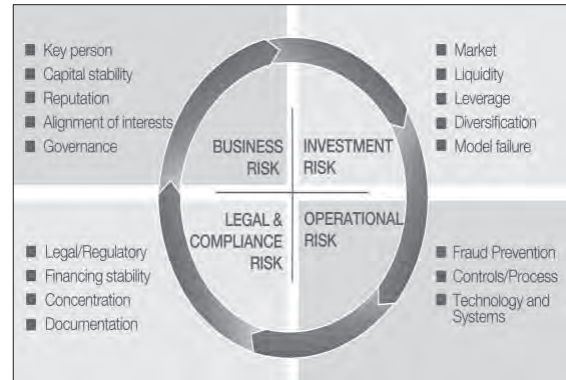 Key person
Capital stability
Reputation
Alignment of interests
Governance
Market
Liquidity
Leverage
Diversification
Model failure
BUSINESS
RISK
INVESTMENT
RISK
LEGAL &
COMPLIANCE
RISK
OPERATIONAL
RISK
Legal/Regulatory
Financing stability
Concentration
Documentation
Fraud Prevention
Controls/Process
Technology and
Systems